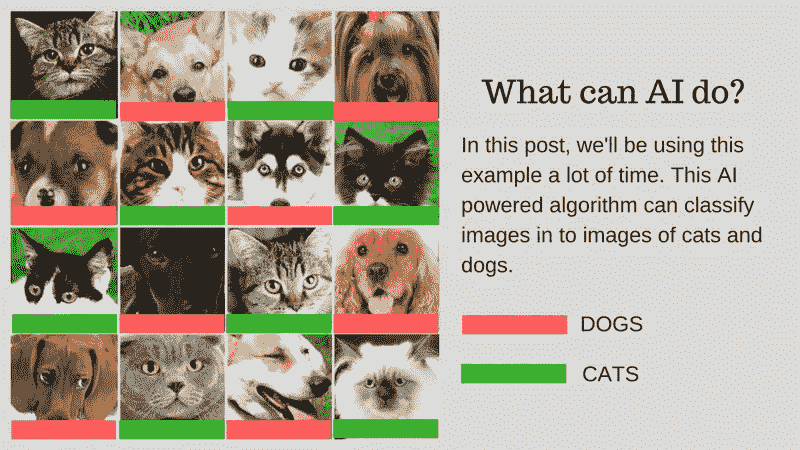 What can AI do?
In this post, we'll be using this
example a lot of time. This AI
powered algorithm can classify
images in to images of cats and
dogs.
DOGS
CATS